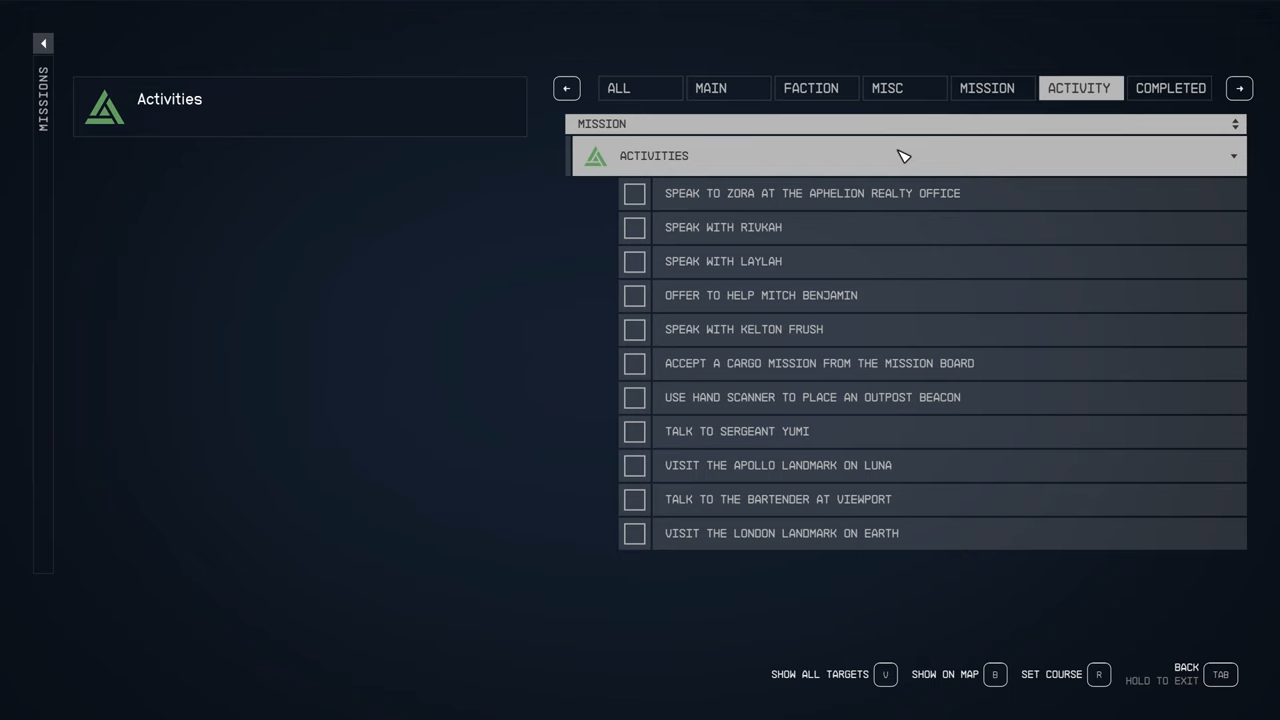 MISSIONS
Activities
ALL
MAIN
FACTION
MISC
MISSION
ACTIVITY
COMPLETED
MISSION
ACTIVITIES
SPEAK TO ZORA AT THE APHELION REALTY OFFICE
SPEAK WITH RIVKAH
SPEAK WITH LAYLAH
OFFER TO HELP MITCH BENJAMIN
SPEAK WITH KELTON FRUSH
ACCEPT A CARGO MISSION FROM THE MISSION BOARD
USE HAND SCANNER TO PLACE AN OUTPOST BEACON
TALK TO SERGEANT YUMI
VISIT THE APOLLO LANDMARK ON LUNA
TALK TO THE BARTENDER AT VIEWPORT
VISIT THE LONDON LANDMARK ON EARTH
SHOW ALL TARGETS V
SHOW ON MAP B
SET COURSE R
BACK
HOLD TO EXIT
TAB